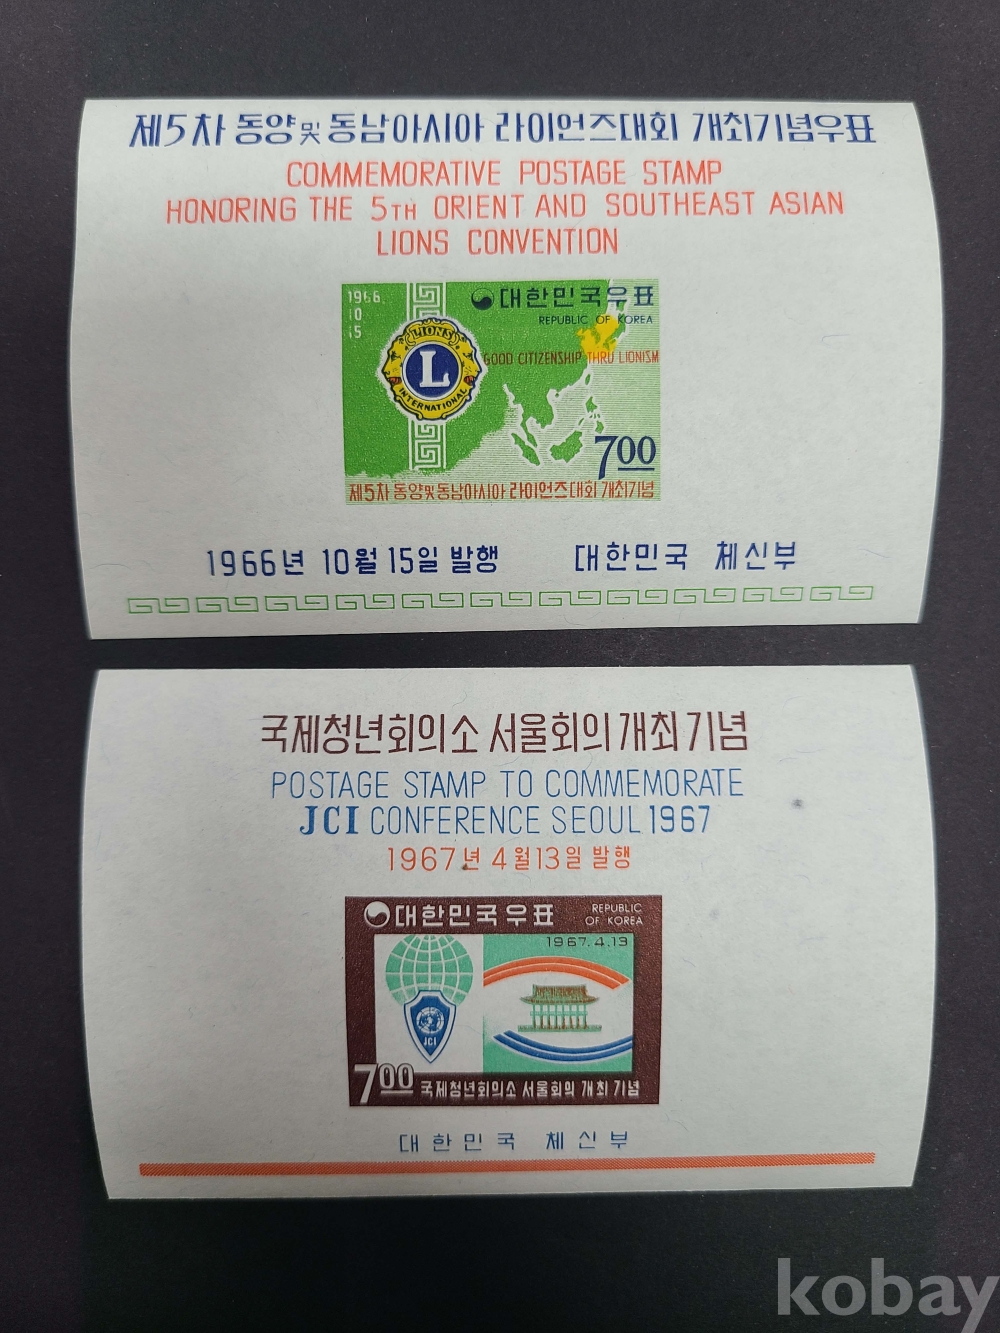 제5차 동양 및 동남아시아 라이언즈대회 개최기념우표
COMMEMORATIVE POSTAGE STAMP
HONORING THE 5TH ORIENT AND SOUTHEAST ASIAN
LIONS CONVENTION
1966.
10
15
대한민국우표
REPUBLIC OF KOREA
LIONS
L
INTERNATIONAL
GOOD CITIZENSHIP THRU LIONISM
700
제5차 동양및동남아시아 라이언즈대회 개최기념
1966년 10월 15일 발행 대한민국 체신부
국제청년회의소 서울회의개최기념
POSTAGE STAMP TO COMMEMORATE
JCI CONFERENCE SEOUL 1967
1967년 4월13일 발행
대한민국우표
REPUBLIC
OF KOREA
1967.4.13
JCI
700 국제청년회의소 서울회의 개최기념
대한민국 체신부
kobay